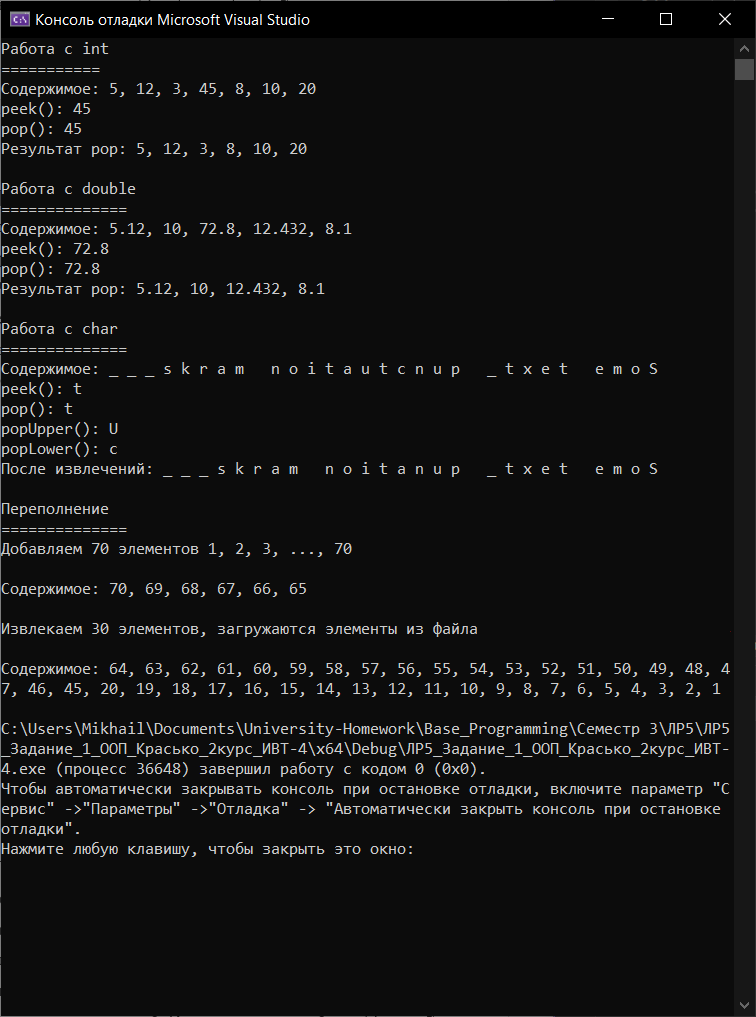 Консоль отладки Microsoft Visual Studio
Работа с int
===========
Содержимое: 5, 12, 3, 45, 8, 10, 20
peek(): 45
pop(): 45
Результат pop: 5, 12, 3, 8, 10, 20
Работа с double
==============
Содержимое: 5.12, 10, 72.8, 12.432, 8.1
peek(): 72.8
pop(): 72.8
Результат pop: 5.12, 10, 12.432, 8.1
Работа с char
==============
Содержимое: _ _ _ s k r a m   n o i t a u t c n u p   _ t x e t   e m o S
peek(): t
pop(): t
popUpper(): U
popLower(): c
После извлечений: _ _ _ s k r a m   n o i t a n u p   _ t x e t   e m o S
Переполнение
==============
Добавляем 70 элементов 1, 2, 3, ..., 70
Содержимое: 70, 69, 68, 67, 66, 65
Извлекаем 30 элементов, загружаются элементы из файла
Содержимое: 64, 63, 62, 61, 60, 59, 58, 57, 56, 55, 54, 53, 52, 51, 50, 49, 48, 4
7, 46, 45, 20, 19, 18, 17, 16, 15, 14, 13, 12, 11, 10, 9, 8, 7, 6, 5, 4, 3, 2, 1
C:\Users\Mikhail\Documents\University-Homework\Base_Programming\Семестр 3\ЛР5\ЛР5
_Задание_1_ООП_Красько_2курс_ИВТ-4\x64\Debug\ЛР5_Задание_1_ООП_Красько_2курс_ИВТ-
4.exe (процесс 36648) завершил работу с кодом 0 (0x0).
Чтобы автоматически закрывать консоль при остановке отладки, включите параметр "С
ервис" ->"Параметры" ->"Отладка" -> "Автоматически закрыть консоль при остановке
отладки".
Нажмите любую клавишу, чтобы закрыть это окно: